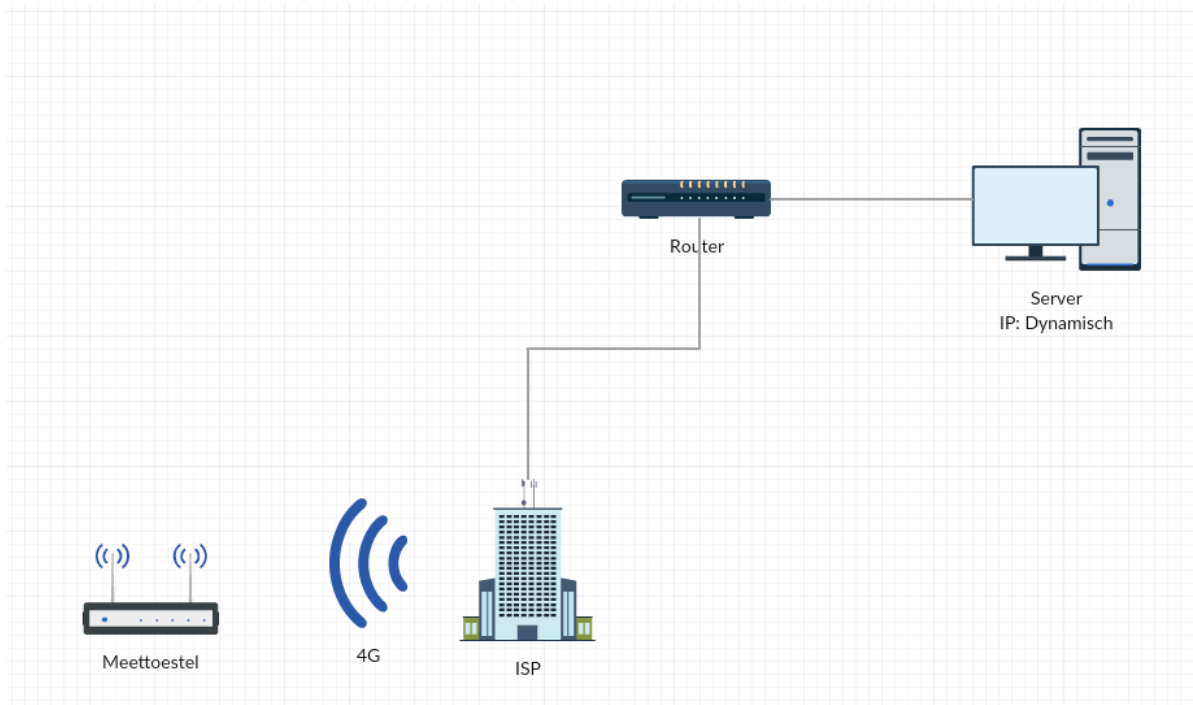 Router
Server
IP: Dynamisch
Meettoestel
4G
ISP